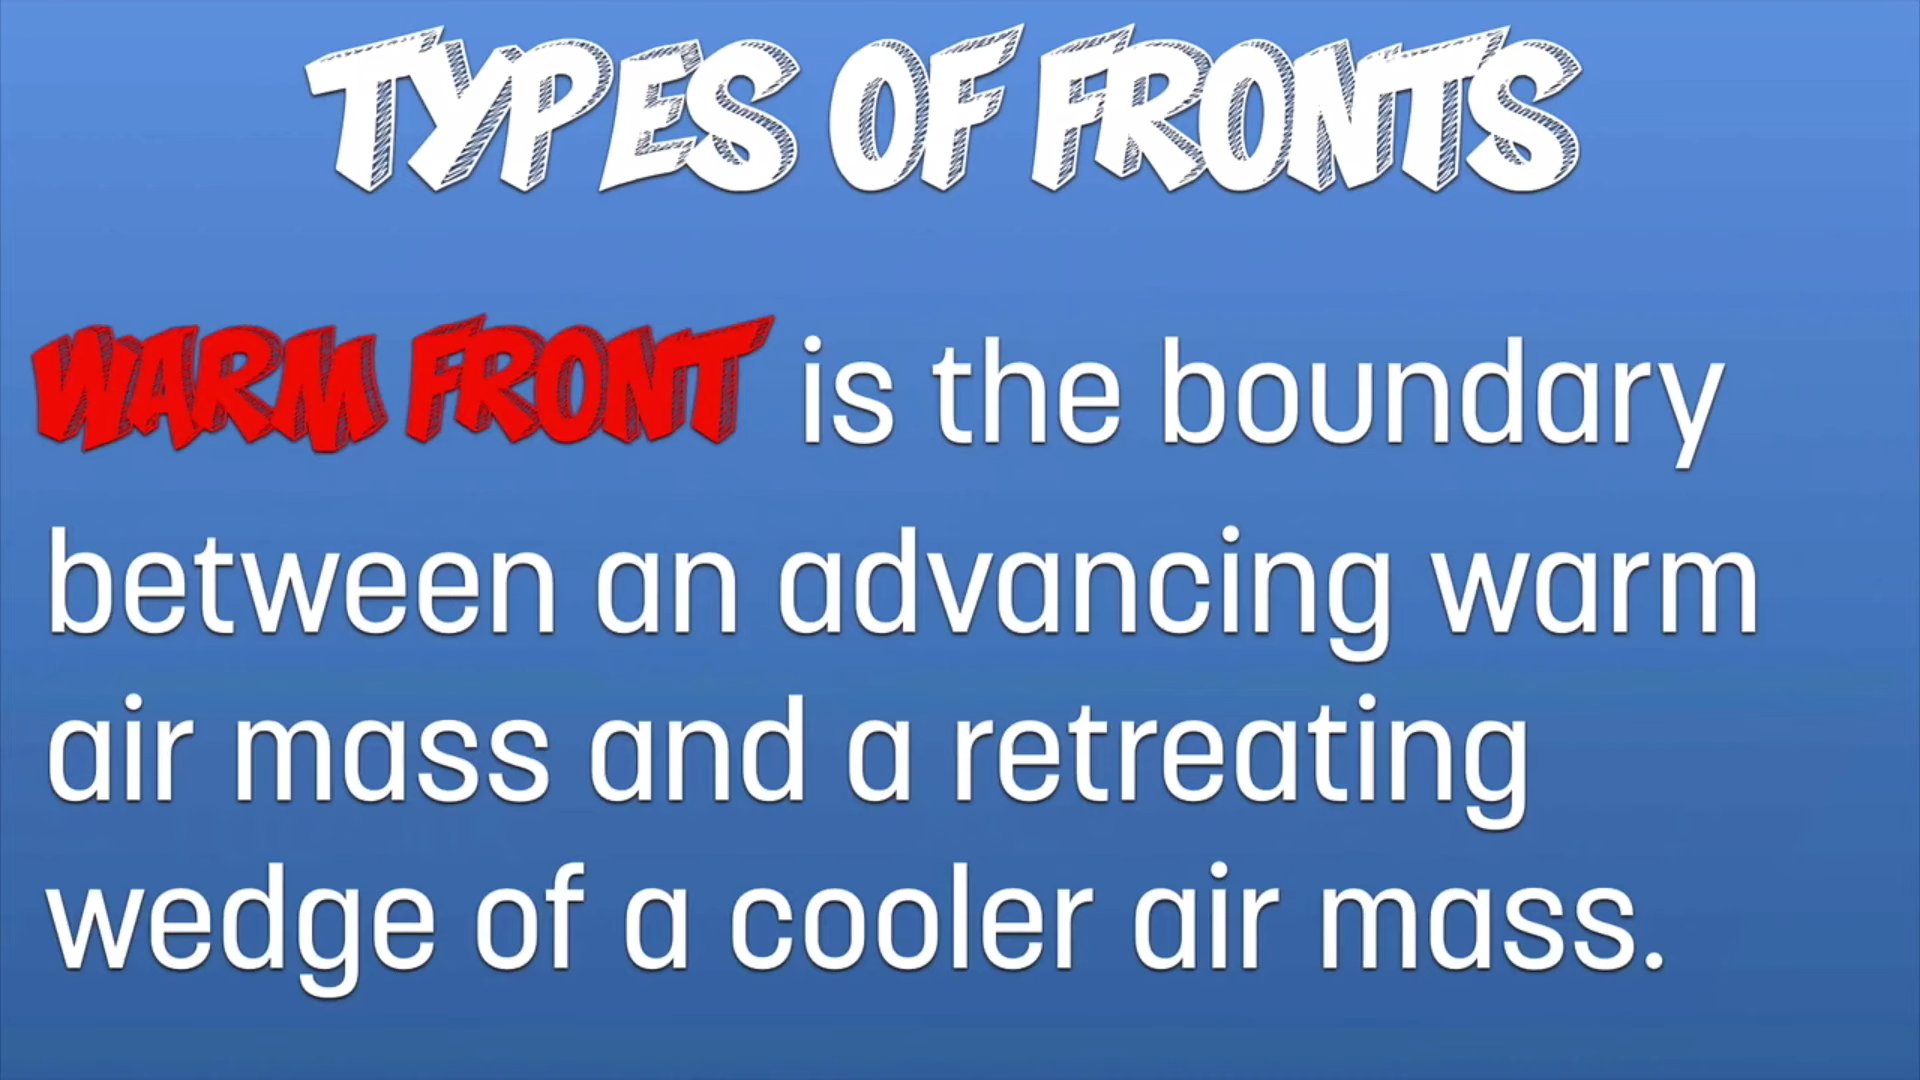 TYPES OF FRONTS
WARM FRONT is the boundary
between an advancing warm
air mass and a retreating
wedge of a cooler air mass.